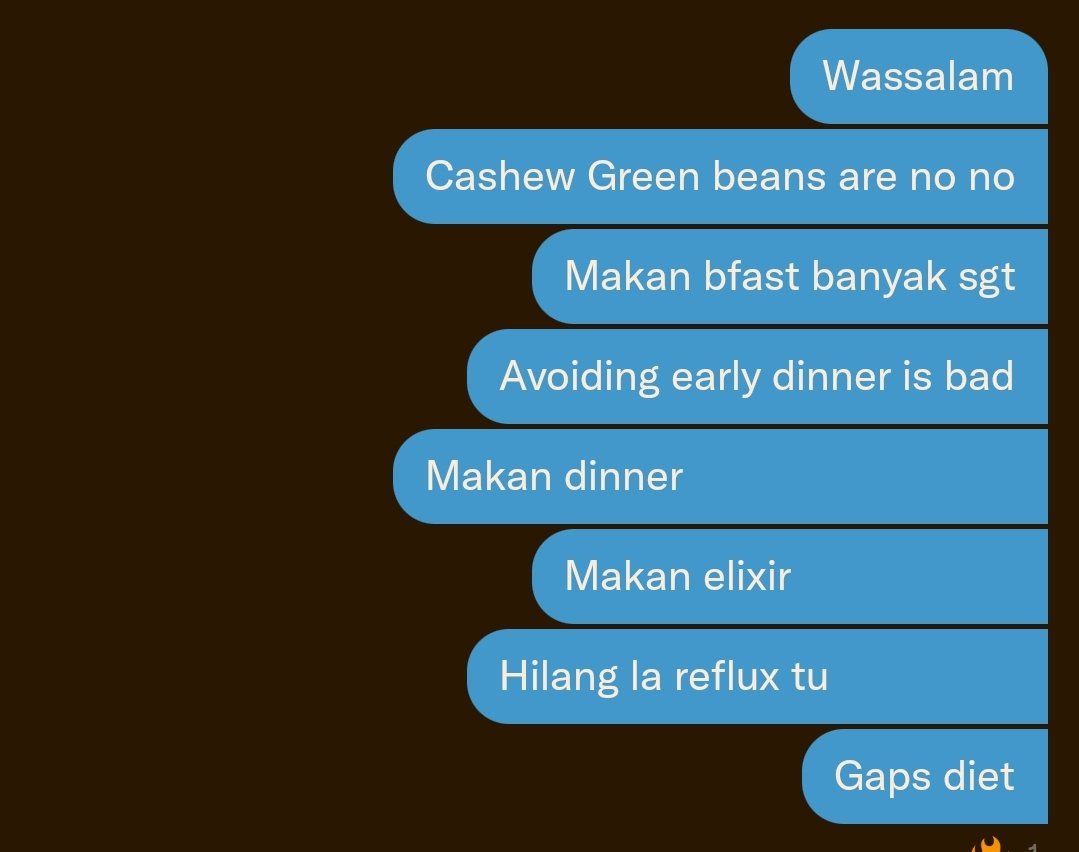 Wassalam
Cashew Green beans are no no
Makan bfast banyak sgt
Avoiding early dinner is bad
Makan dinner
Makan elixir
Hilang la reflux tu
Gaps diet